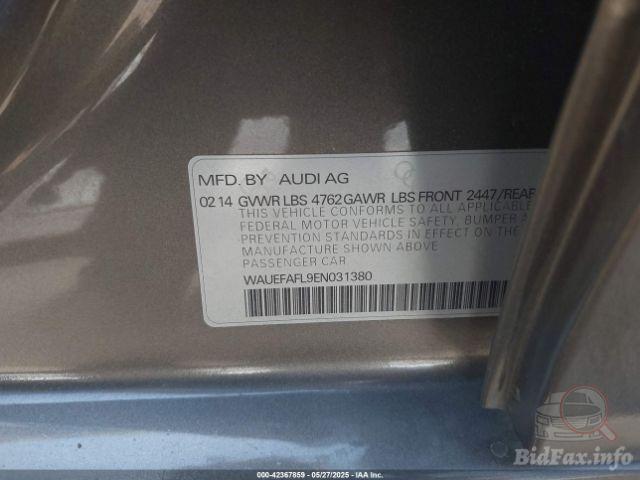 MFD. BY AUDI AG
02 14 GVWR LBS 4762 GAWR LBS FRONT 2447/REAR
THIS VEHICLE CONFORMS TO ALL APPLICABLE
FEDERAL MOTOR VEHICLE SAFETY, BUMPER A
PREVENTION STANDARDS IN EFFECT ON THE
MANUFACTURE SHOWN ABOVE
PASSENGER CAR
WAUEFAFL9EN031380
BidFax.info
000-42367859 | 05/27/2025 - IAA Inc.